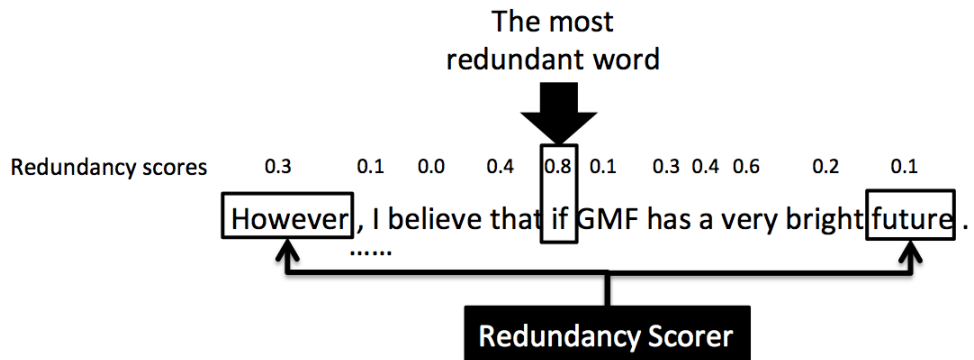 The most
redundant word
Redundancy scores 0.3 0.1 0.0 0.4 0.8 0.1 0.3 0.4 0.6 0.2 0.1
However , I believe that if GMF has a very bright future .
......
Redundancy Scorer